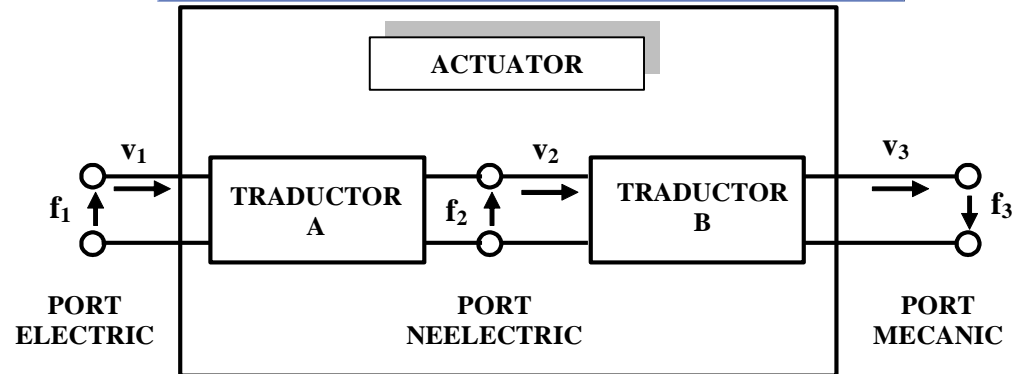 ACTUATOR
v₁
v₂
v₃
TRADUCTOR
A
TRADUCTOR
B
f₁
f₂
f₃
PORT
ELECTRIC
PORT
NEELECTRIC
PORT
MECANIC